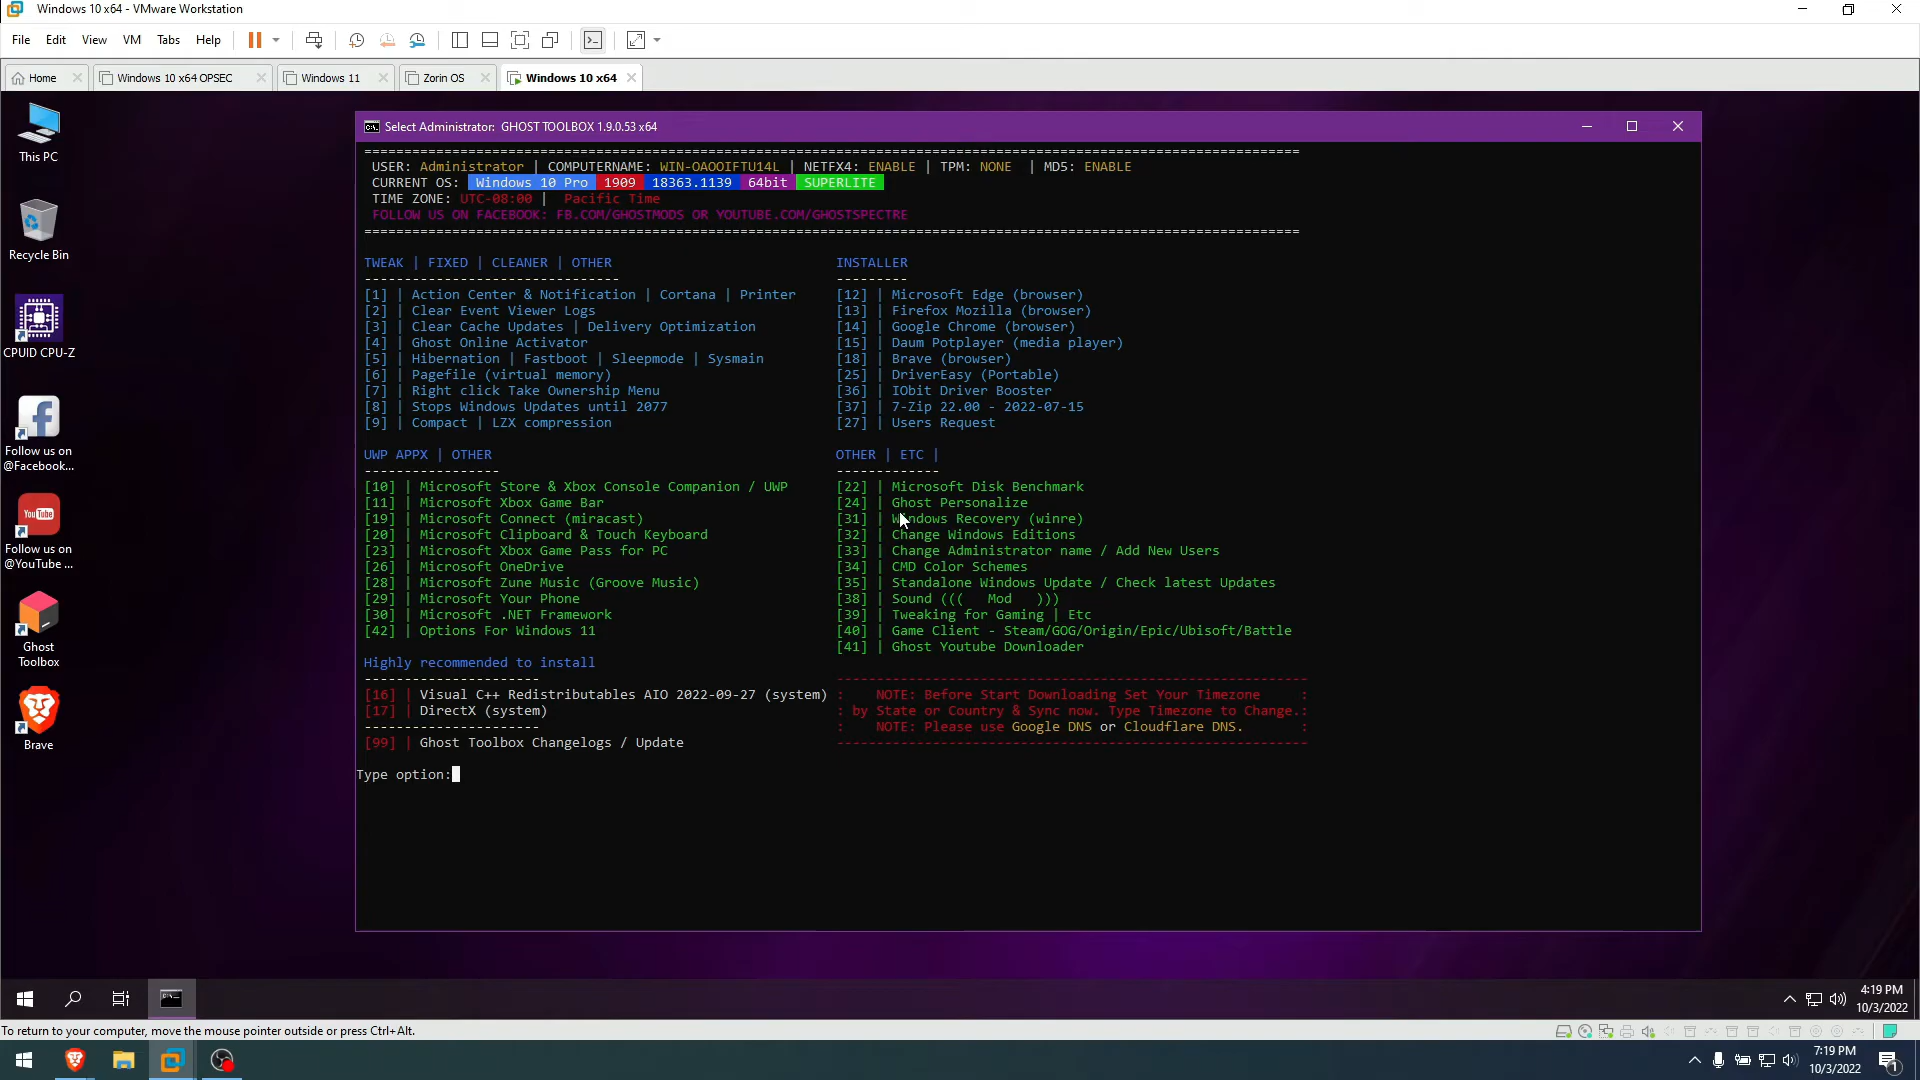 Windows 10 x64 - VMware Workstation
File Edit View VM Tabs Help
Home Windows 10 x64 OPSEC Windows 11 Zorin OS Windows 10 x64
This PC
Recycle Bin
CPUID CPU-Z
Follow us on
@Facebook...
YouTube
Follow us on
@YouTube ...
Ghost
Toolbox
Brave
Select Administrator: GHOST TOOLBOX 1.9.0.53 x64
USER: Administrator | COMPUTERNAME: WIN-OAOOIFTU14L | NETFX4: ENABLE | TPM: NONE | MD5: ENABLE
CURRENT OS: Windows 10 Pro 1909 18363.1139 64bit SUPERLITE
TIME ZONE: UTC-08:00 | Pacific Time
FOLLOW US ON FACEBOOK: FB.COM/GHOSTMODS OR YOUTUBE.COM/GHOSTSPECTRE
TWEAK | FIXED | CLEANER | OTHER
[1] | Action Center & Notification | Cortana | Printer
[2] | Clear Event Viewer Logs
[3] | Clear Cache Updates | Delivery Optimization
[4] | Ghost Online Activator
[5] | Hibernation | Fastboot | Sleepmode | Sysmain
[6] | Pagefile (virtual memory)
[7] | Right click Take Ownership Menu
[8] | Stops Windows Updates until 2077
[9] | Compact | LZX compression
INSTALLER
[12] | Microsoft Edge (browser)
[13] | Firefox Mozilla (browser)
[14] | Google Chrome (browser)
[15] | Daum Potplayer (media player)
[18] | Brave (browser)
[25] | DriverEasy (Portable)
[36] | IObit Driver Booster
[37] | 7-Zip 22.00 - 2022-07-15
[27] | Users Request
UWP APPX | OTHER
[10] | Microsoft Store & Xbox Console Companion / UWP
[11] | Microsoft Xbox Game Bar
[19] | Microsoft Connect (miracast)
[20] | Microsoft Clipboard & Touch Keyboard
[23] | Microsoft Xbox Game Pass for PC
[26] | Microsoft OneDrive
[28] | Microsoft Zune Music (Groove Music)
[29] | Microsoft Your Phone
[30] | Microsoft .NET Framework
[42] | Options For Windows 11
OTHER | ETC |
[22] | Microsoft Disk Benchmark
[24] | Ghost Personalize
[31] | Windows Recovery (winre)
[32] | Change Windows Editions
[33] | Change Administrator name / Add New Users
[34] | CMD Color Schemes
[35] | Standalone Windows Update / Check latest Updates
[38] | Sound ((( Mod )))
[39] | Tweaking for Gaming | Etc
[40] | Game Client - Steam/GOG/Origin/Epic/Ubisoft/Battle
[41] | Ghost Youtube Downloader
Highly recommended to install
[16] | Visual C++ Redistributables AIO 2022-09-27 (system)
[17] | DirectX (system)
[99] | Ghost Toolbox Changelogs / Update
: NOTE: Before Start Downloading Set Your Timezone :
: by State or Country & Sync now. Type Timezone to Change.:
: NOTE: Please use Google DNS or Cloudflare DNS. :
Type option:
4:19 PM
10/3/2022
To return to your computer, move the mouse pointer outside or press Ctrl+Alt.
7:19 PM
10/3/2022
1